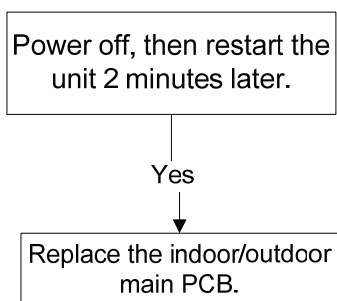 Power off, then restart the
unit 2 minutes later.
Yes
Replace the indoor/outdoor
main PCB.